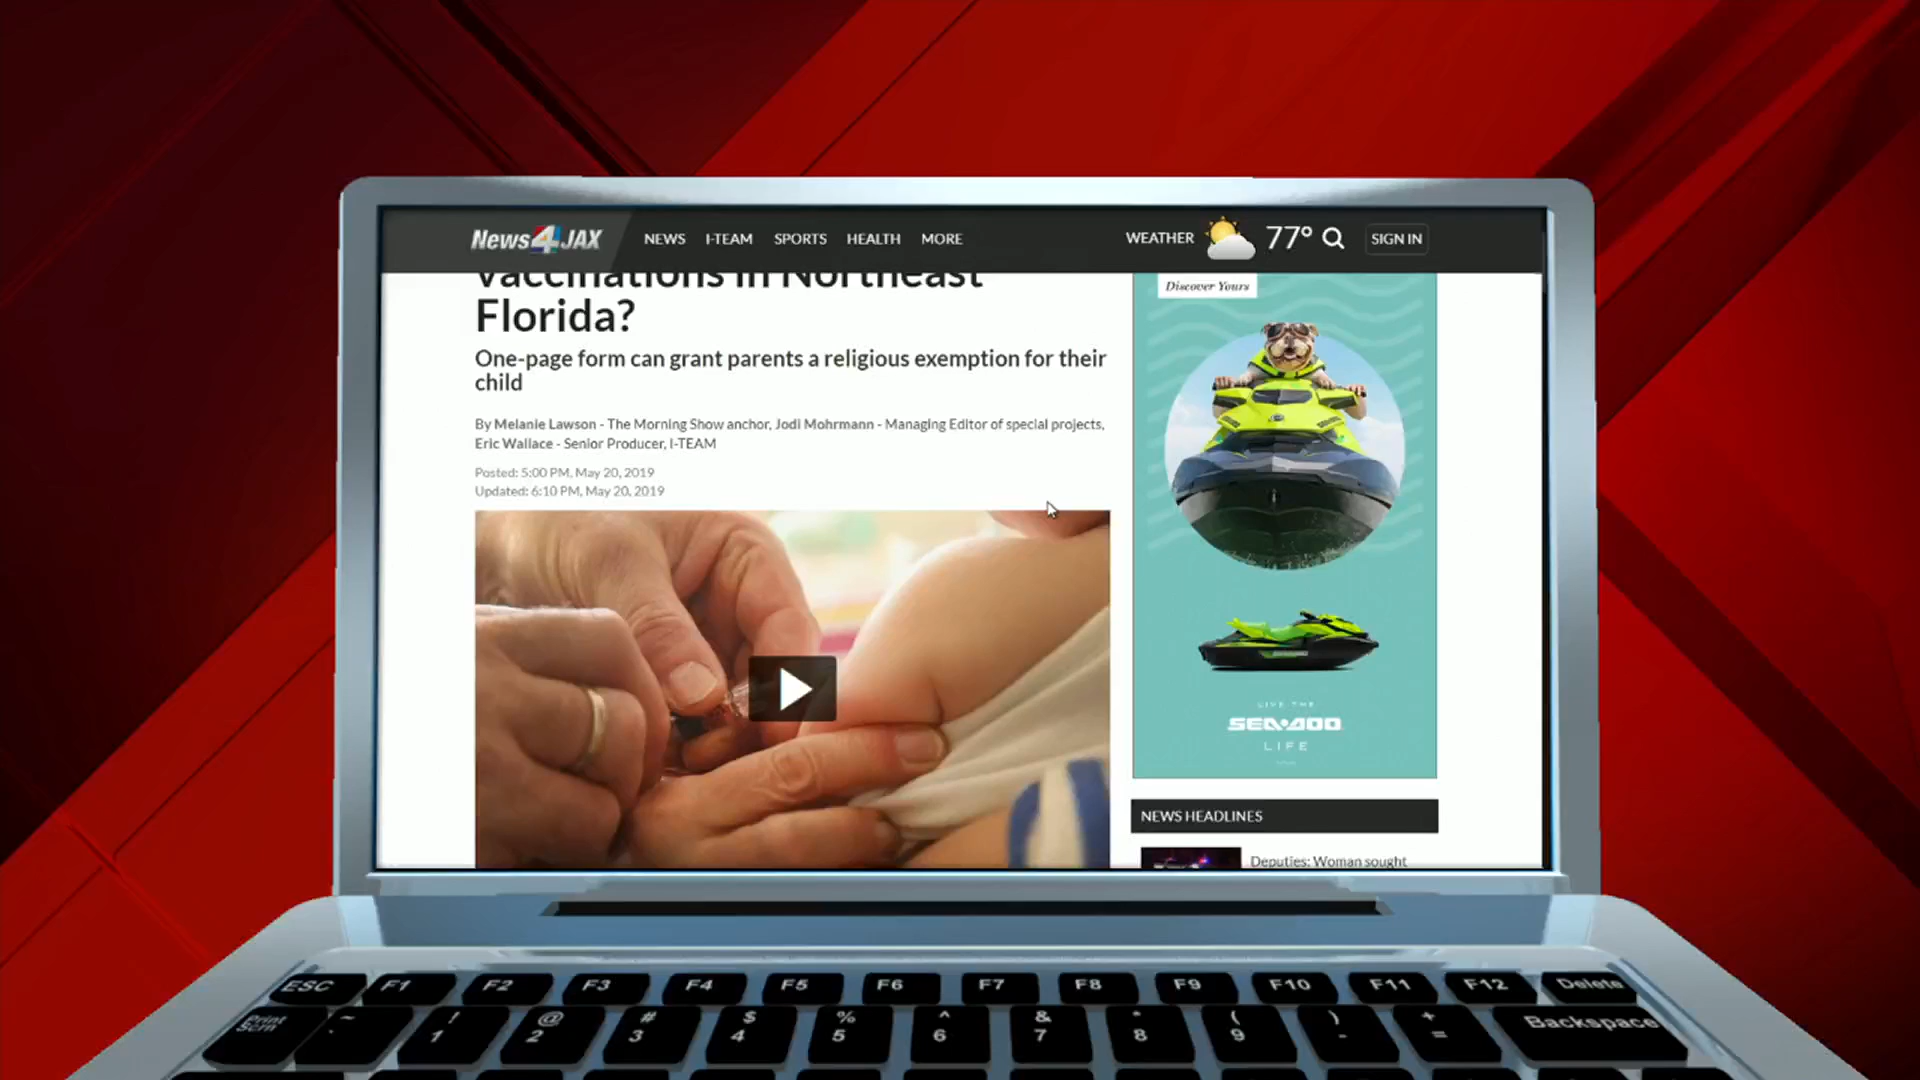 News4JAX
NEWS I-TEAM SPORTS HEALTH MORE
WEATHER 77° SIGN IN
Vaccinations in Northeast
Florida?
One-page form can grant parents a religious exemption for their
child
By Melanie Lawson - The Morning Show anchor, Jodi Mohrmann - Managing Editor of special projects,
Eric Wallace - Senior Producer, I-TEAM
Posted: 5:00 PM, May 20, 2019
Updated: 6:10 PM, May 20, 2019
Discover Yours
LIVE THE
SEA-DOO
LIFE
NEWS HEADLINES
Deputies: Woman sought
ESC F1 F2 F3 F4 F5 F6 F7 F8 F9 F10 F11 F12 Delete
Print ~ ! @ # $ % ^ & * ( ) + Backspace
Scrn ` 1 2 3 4 5 6 7 8 9 - =